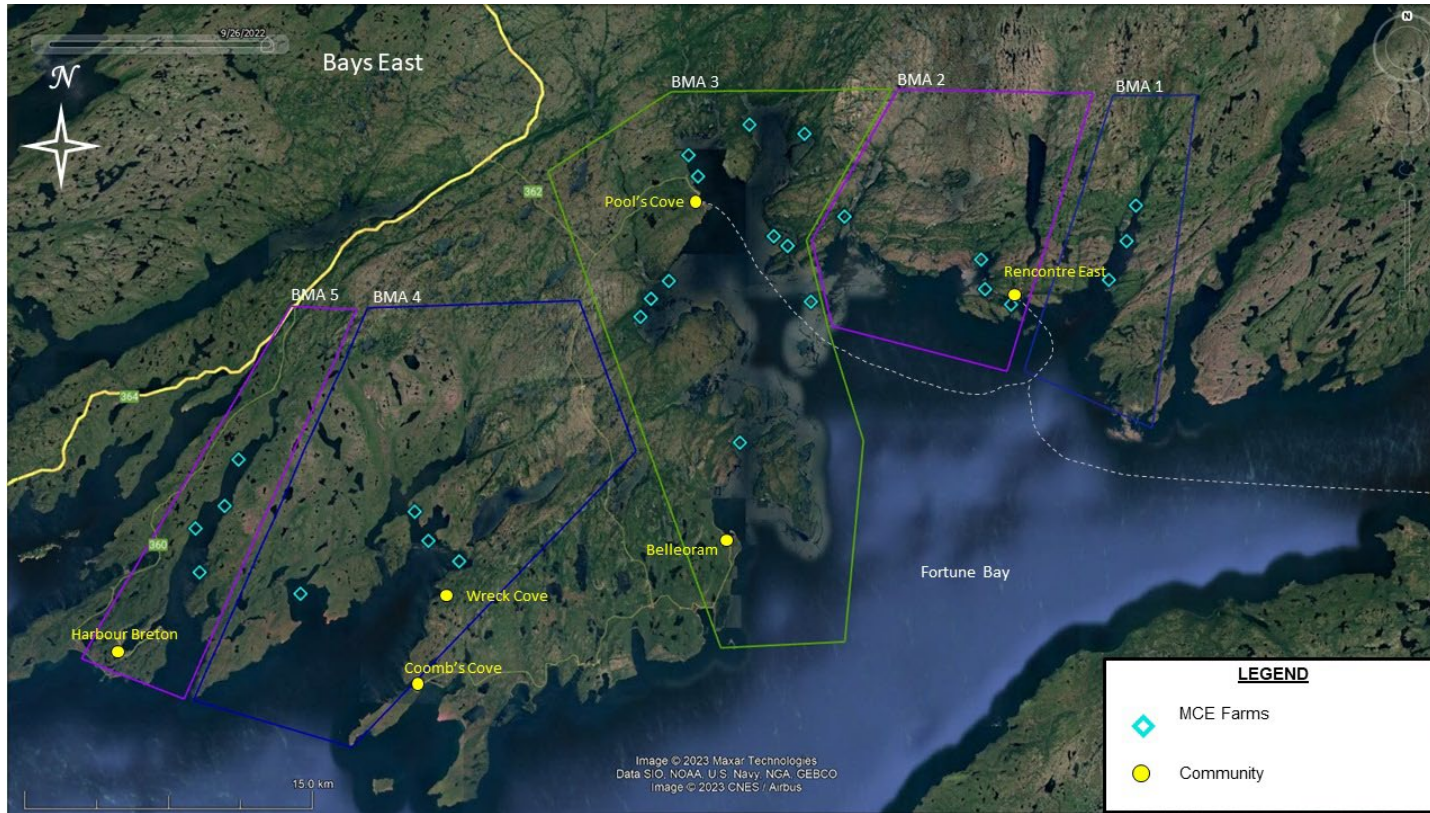 9/26/2022
N
Bays East
N
BMA 3
BMA 2
BMA 1
362
Pool's Cove
Rencontre East
BMA 5
BMA 4
364
360
Belleoram
Fortune Bay
Wreck Cove
Harbour Breton
Coomb's Cove
LEGEND
MCE Farms
Community
Image © 2023 Maxar Technologies
Data SIO, NOAA, U.S. Navy, NGA, GEBCO
Image © 2023 CNES / Airbus
15.0 km